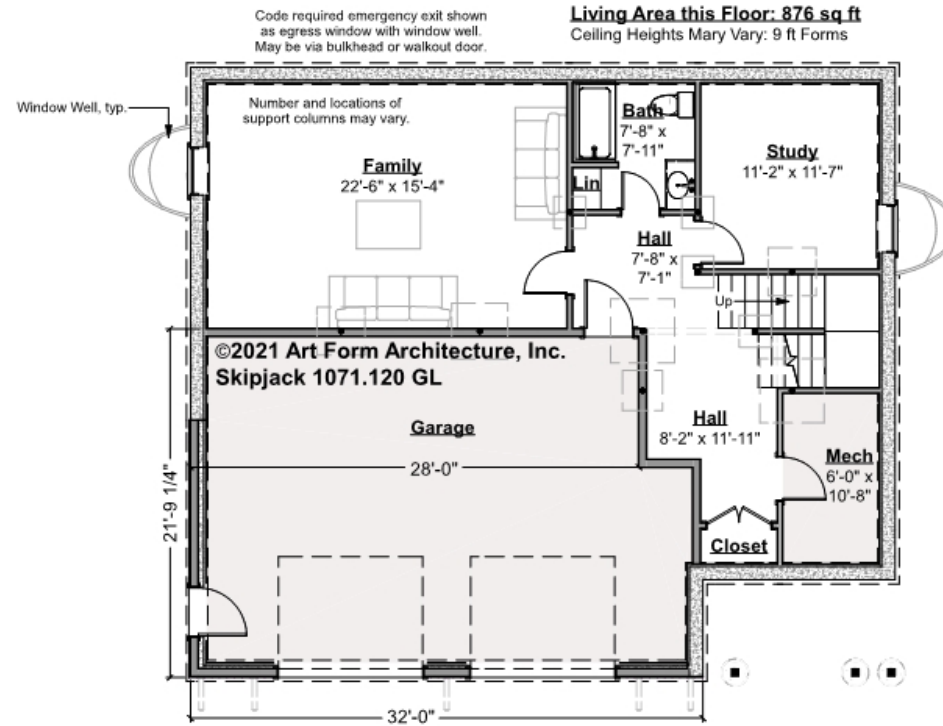 Code required emergency exit shown
as egress window with window well.
May be via bulkhead or walkout door.
Living Area this Floor: 876 sq ft
Ceiling Heights Mary Vary: 9 ft Forms
Window Well, typ.
Number and locations of
support columns may vary.
Family
22'-6" x 15'-4"
Bath
7'-8" x
7'-11"
Lin
Study
11'-2" x 11'-7"
Hall
7'-8" x
7'-1"
Up
©2021 Art Form Architecture, Inc.
Skipjack 1071.120 GL
Garage
28'-0"
21'-9 1/4"
Hall
8'-2" x 11'-11"
Mech
6'-0" x
10'-8"
Closet
32'-0"